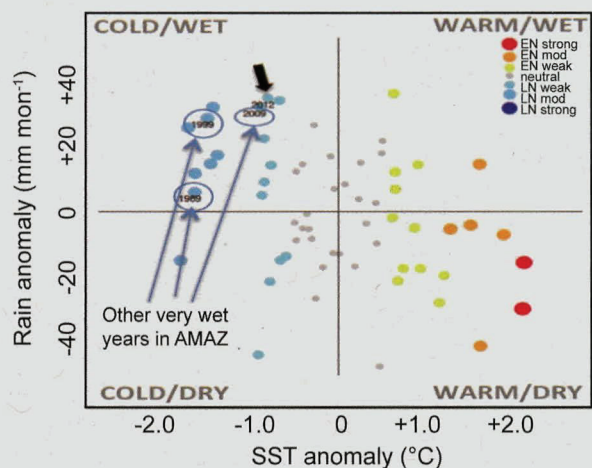 COLD/WET
WARM/WET
EN strong
EN mod
EN weak
neutral
LN weak
LN mod
LN strong
2012
2009
1999
1989
Other very wet
years in AMAZ
COLD/DRY
WARM/DRY
+40
+20
0
-20
-40
Rain anomaly (mm mon⁻¹)
-2.0
-1.0
0
+1.0
+2.0
SST anomaly (°C)